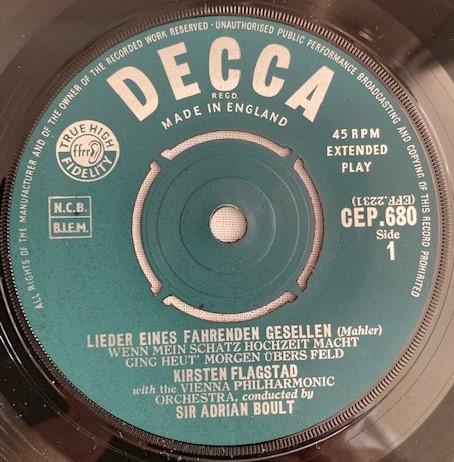 ALL RIGHTS OF THE MANUFACTURER AND OF THE OWNER OF THE RECORDED WORK RESERVED · UNAUTHORISED PUBLIC PERFORMANCE BROADCASTING AND COPYING OF THIS RECORD PROHIBITED
DECCA
REGD.
MADE IN ENGLAND
TRUE HIGH
ffrr
FIDELITY
45 RPM
EXTENDED
PLAY
N.C.B.
B.I.E.M.
(EPF.2231)
CEP.680
Side
1
LIEDER EINES FAHRENDEN GESELLEN (Mahler)
WENN MEIN SCHATZ HOCHZEIT MACHT
GING HEUT' MORGEN ÜBERS FELD
KIRSTEN FLAGSTAD
with the VIENNA PHILHARMONIC
ORCHESTRA, conducted by
SIR ADRIAN BOULT